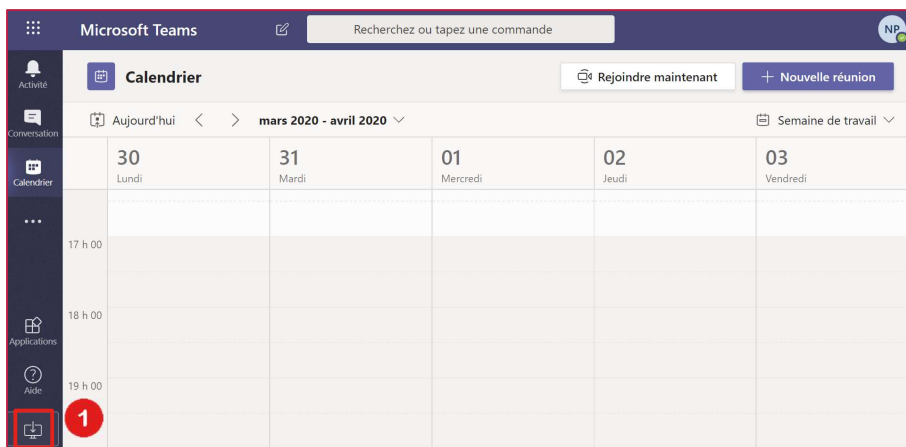 Microsoft Teams
Recherchez ou tapez une commande
NP
Activité
Conversation
Calendrier
Applications
Aide
Calendrier
Rejoindre maintenant
+ Nouvelle réunion
Aujourd'hui
mars 2020 - avril 2020
Semaine de travail
30
Lundi
31
Mardi
01
Mercredi
02
Jeudi
03
Vendredi
17 h 00
18 h 00
19 h 00
1